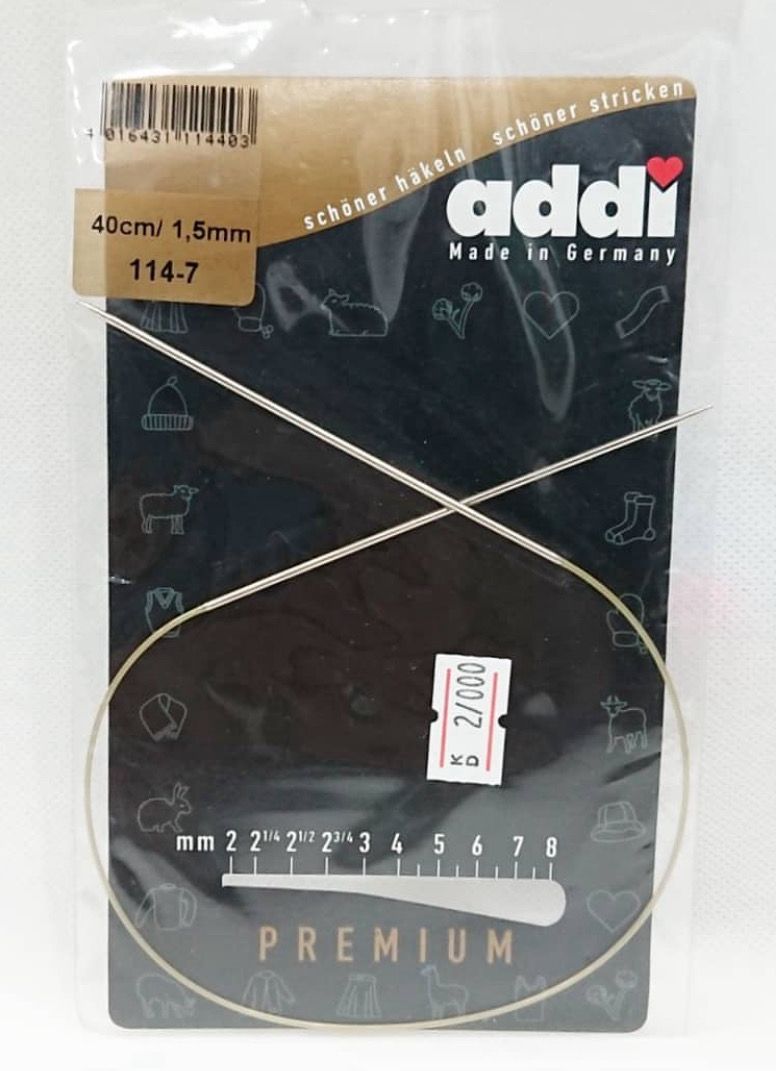 4 016431 114403
schöner häkeln schöner stricken
40cm/ 1,5mm
114-7
addi
Made in Germany
KD 2/000
mm 2 2 1/4 2 1/2 2 3/4 3 4 5 6 7 8
PREMIUM